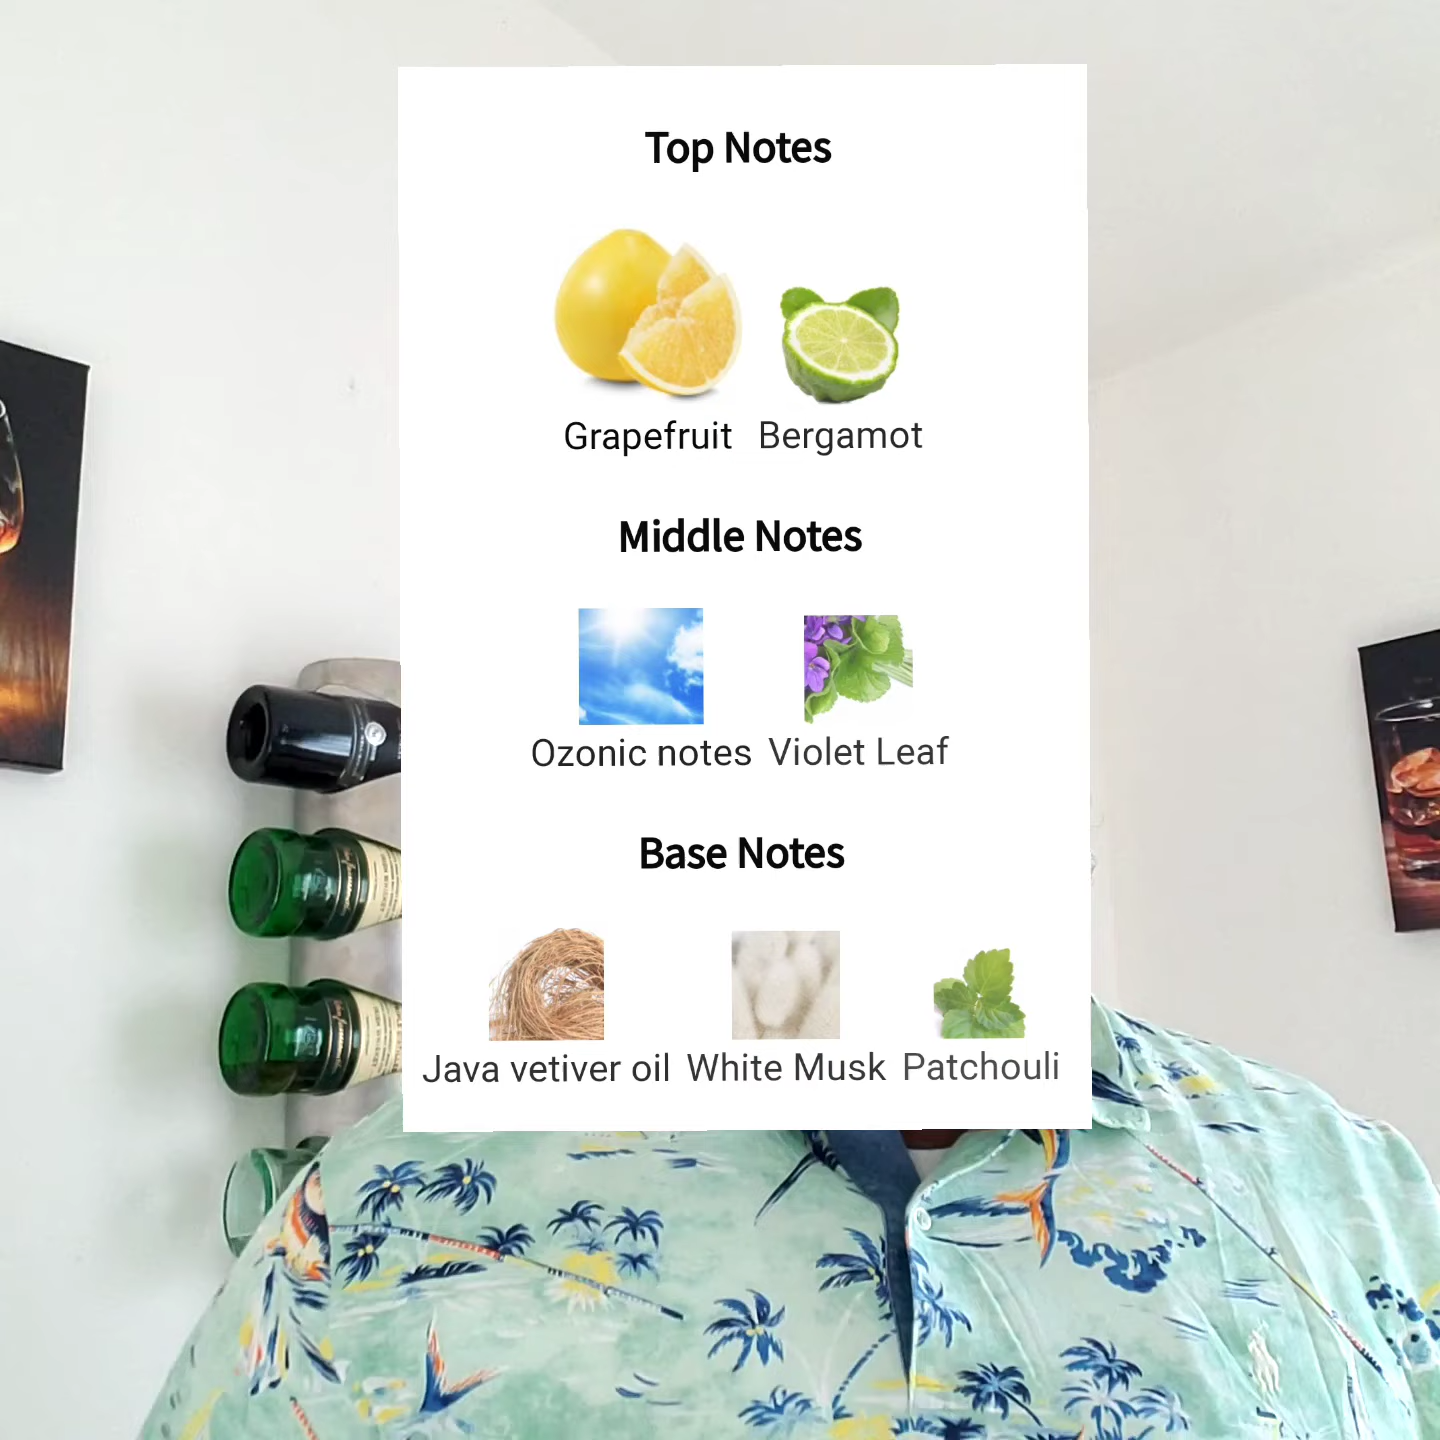 Top Notes
Grapefruit Bergamot
Middle Notes
Ozonic notes Violet Leaf
Base Notes
Java vetiver oil White Musk Patchouli